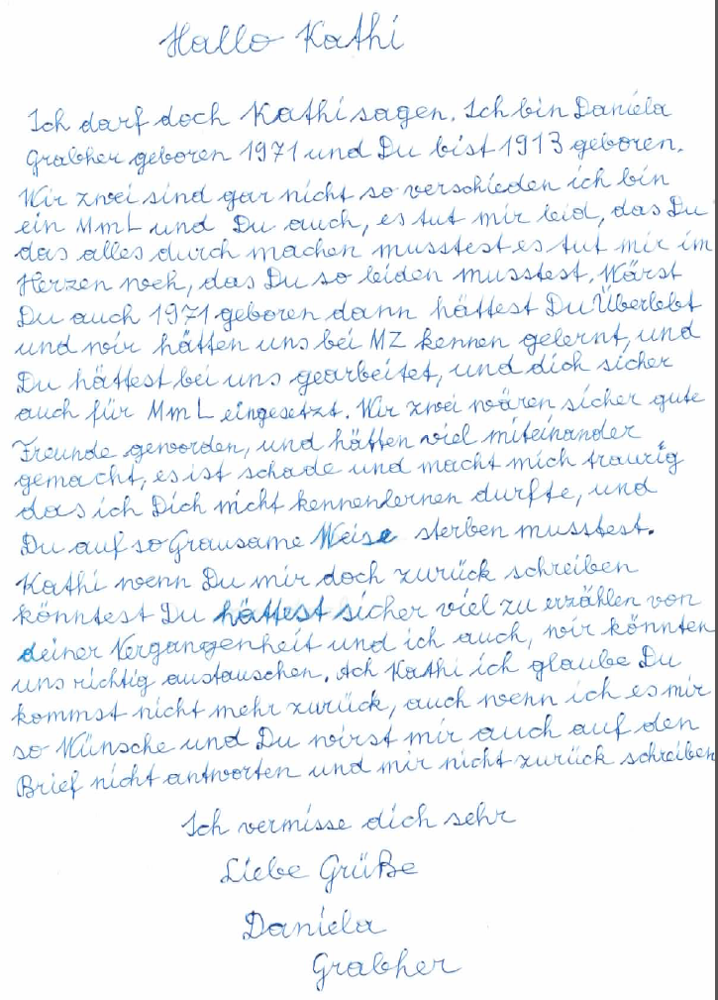 Hallo Kathi
Ich darf doch Kathi sagen. Ich bin Daniela
Grabher geboren 1971 und Du bist 1913 geboren.
Wir zwei sind gar nicht so verschieden ich bin
ein MmL und Du auch, es tut mir leid, das Du
das alles durch machen musstest es tut mir im
Herzen weh, das Du so leiden musstest. Wärst
Du auch 1971 geboren dann hättest Du Überlebt
und wir hätten uns bei MZ kennen gelernt, und
Du hättest bei uns gearbeitet, und dich sicher
auch für MmL eingesetzt. Wir zwei wären sicher gute
Freunde geworden, und hätten viel miteinander
gemacht, es ist schade und macht mich traurig
das ich Dich nicht kennenlernen durfte, und
Du auf so Grausame Weise sterben musstest.
Kathi wenn Du mir doch zurück schreiben
könntest Du hättest sicher viel zu erzählen von
deiner Vergangenheit und ich auch, wir könnten
uns richtig austauschen. Ach Kathi ich glaube Du
kommst nicht mehr zurück, auch wenn ich es mir
so Wünsche und Du wirst mir auch auf den
Brief nicht antworten und mir nicht zurück schreiben
Ich vermisse dich sehr
Liebe Grüße
Daniela
Grabher